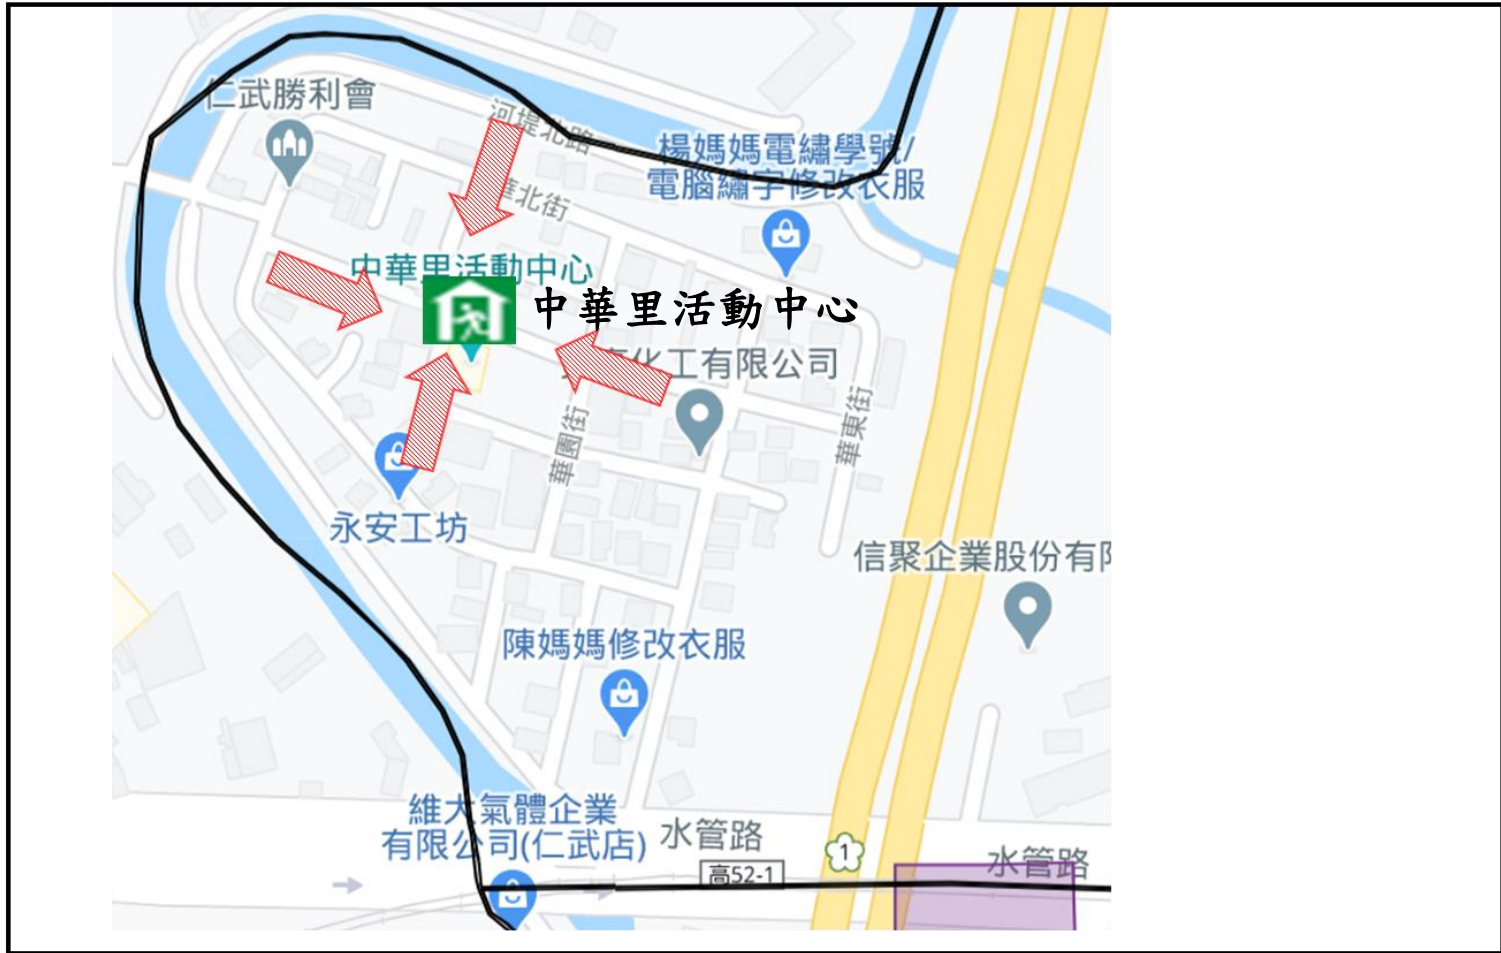 仁武勝利會
河堤北路
楊媽媽電繡學號/
電腦繡字修改衣服
華北街
中華里活動中心
中華里活動中心
化工有限公司
華園街
華東街
永安工坊
信聚企業股份有限
陳媽媽修改衣服
維大氣體企業
有限公司(仁武店)
水管路
1
水管路
高52-1